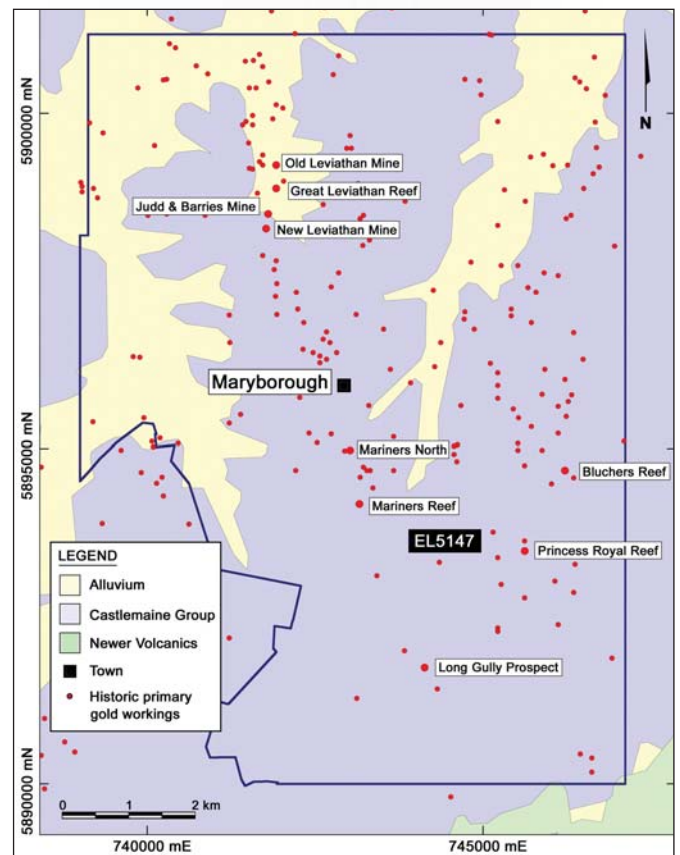 5900000 mN
N
Old Leviathan Mine
Great Leviathan Reef
Judd & Barries Mine
New Leviathan Mine
Maryborough
5895000 mN
Mariners North
Bluchers Reef
Mariners Reef
EL5147
Princess Royal Reef
LEGEND
Alluvium
Castlemaine Group
Newer Volcanics
Town
Historic primary
gold workings
Long Gully Prospect
5890000 mN
0 1 2 km
740000 mE
745000 mE